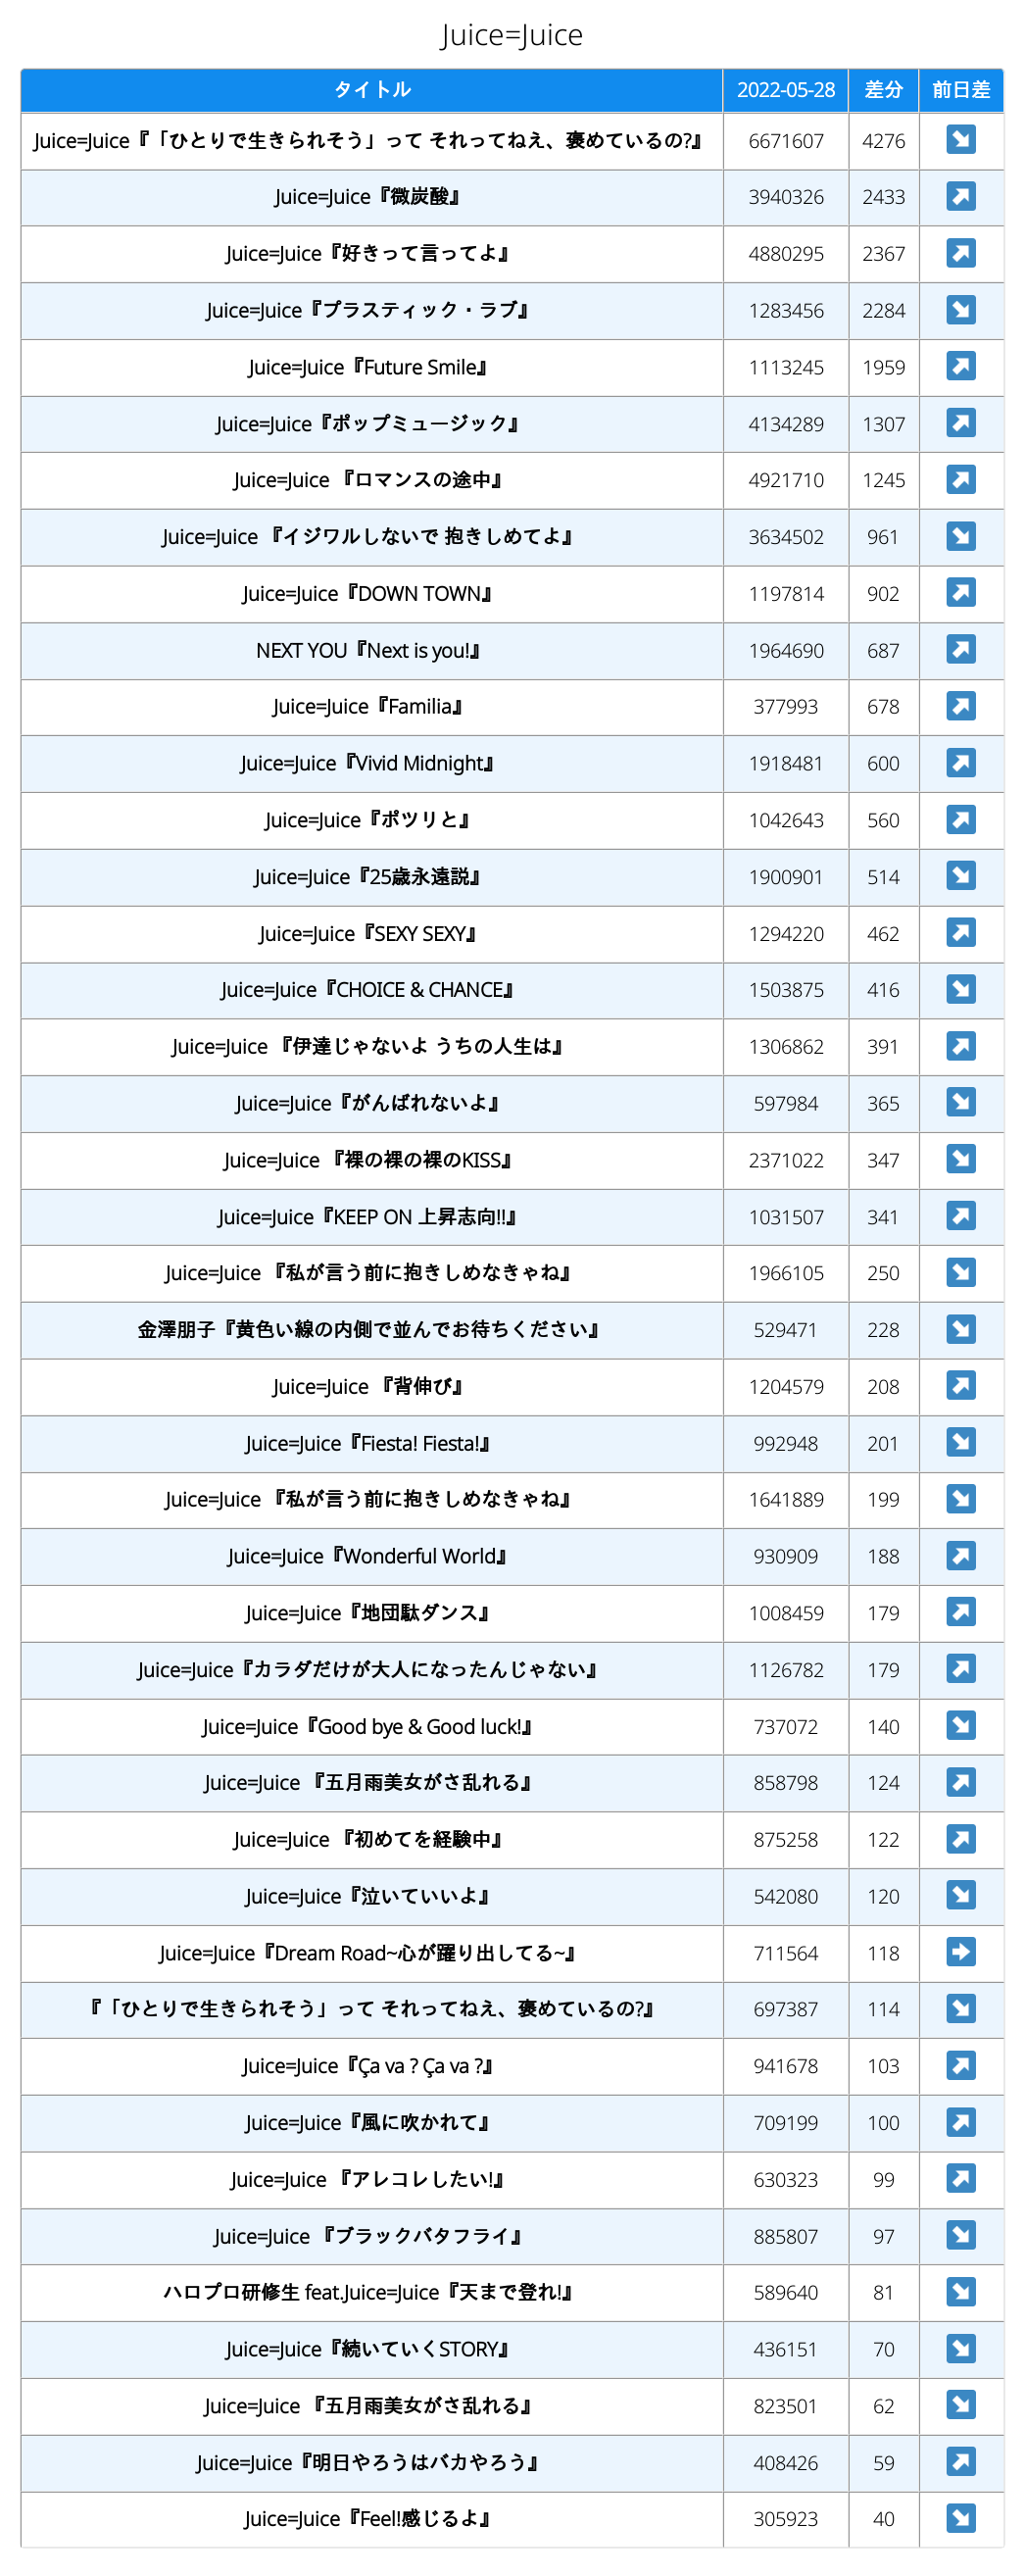 Juice=Juice
タイトル 2022-05-28 差分 前日差
Juice=Juice『「ひとりで生きられそう」って それってねえ、褒めているの?』 6671607 4276 ↘
Juice=Juice『微炭酸』 3940326 2433 ↗
Juice=Juice『好きって言ってよ』 4880295 2367 ↗
Juice=Juice『プラスティック・ラブ』 1283456 2284 ↘
Juice=Juice『Future Smile』 1113245 1959 ↗
Juice=Juice『ポップミュージック』 4134289 1307 ↗
Juice=Juice 『ロマンスの途中』 4921710 1245 ↗
Juice=Juice 『イジワルしないで 抱きしめてよ』 3634502 961 ↘
Juice=Juice『DOWN TOWN』 1197814 902 ↗
NEXT YOU『Next is you!』 1964690 687 ↗
Juice=Juice『Familia』 377993 678 ↗
Juice=Juice『Vivid Midnight』 1918481 600 ↗
Juice=Juice『ポツリと』 1042643 560 ↗
Juice=Juice『25歳永遠説』 1900901 514 ↘
Juice=Juice『SEXY SEXY』 1294220 462 ↗
Juice=Juice『CHOICE & CHANCE』 1503875 416 ↘
Juice=Juice 『伊達じゃないよ うちの人生は』 1306862 391 ↗
Juice=Juice『がんばれないよ』 597984 365 ↘
Juice=Juice 『裸の裸の裸のKISS』 2371022 347 ↘
Juice=Juice『KEEP ON 上昇志向!!』 1031507 341 ↗
Juice=Juice 『私が言う前に抱きしめなきゃね』 1966105 250 ↘
金澤朋子『黄色い線の内側で並んでお待ちください』 529471 228 ↘
Juice=Juice 『背伸び』 1204579 208 ↗
Juice=Juice『Fiesta! Fiesta!』 992948 201 ↘
Juice=Juice 『私が言う前に抱きしめなきゃね』 1641889 199 ↘
Juice=Juice『Wonderful World』 930909 188 ↗
Juice=Juice『地団駄ダンス』 1008459 179 ↗
Juice=Juice『カラダだけが大人になったんじゃない』 1126782 179 ↗
Juice=Juice『Good bye & Good luck!』 737072 140 ↘
Juice=Juice 『五月雨美女がさ乱れる』 858798 124 ↗
Juice=Juice 『初めてを経験中』 875258 122 ↗
Juice=Juice『泣いていいよ』 542080 120 ↘
Juice=Juice『Dream Road~心が躍り出してる~』 711564 118 ➡
『「ひとりで生きられそう」って それってねえ、褒めているの?』 697387 114 ↘
Juice=Juice『Ça va ? Ça va ?』 941678 103 ↗
Juice=Juice『風に吹かれて』 709199 100 ↗
Juice=Juice 『アレコレしたい!』 630323 99 ↗
Juice=Juice 『ブラックバタフライ』 885807 97 ↘
ハロプロ研修生 feat.Juice=Juice『天まで登れ!』 589640 81 ↘
Juice=Juice『続いていくSTORY』 436151 70 ↘
Juice=Juice 『五月雨美女がさ乱れる』 823501 62 ↘
Juice=Juice『明日やろうはバカやろう』 408426 59 ↗
Juice=Juice『Feel!感じるよ』 305923 40 ↘